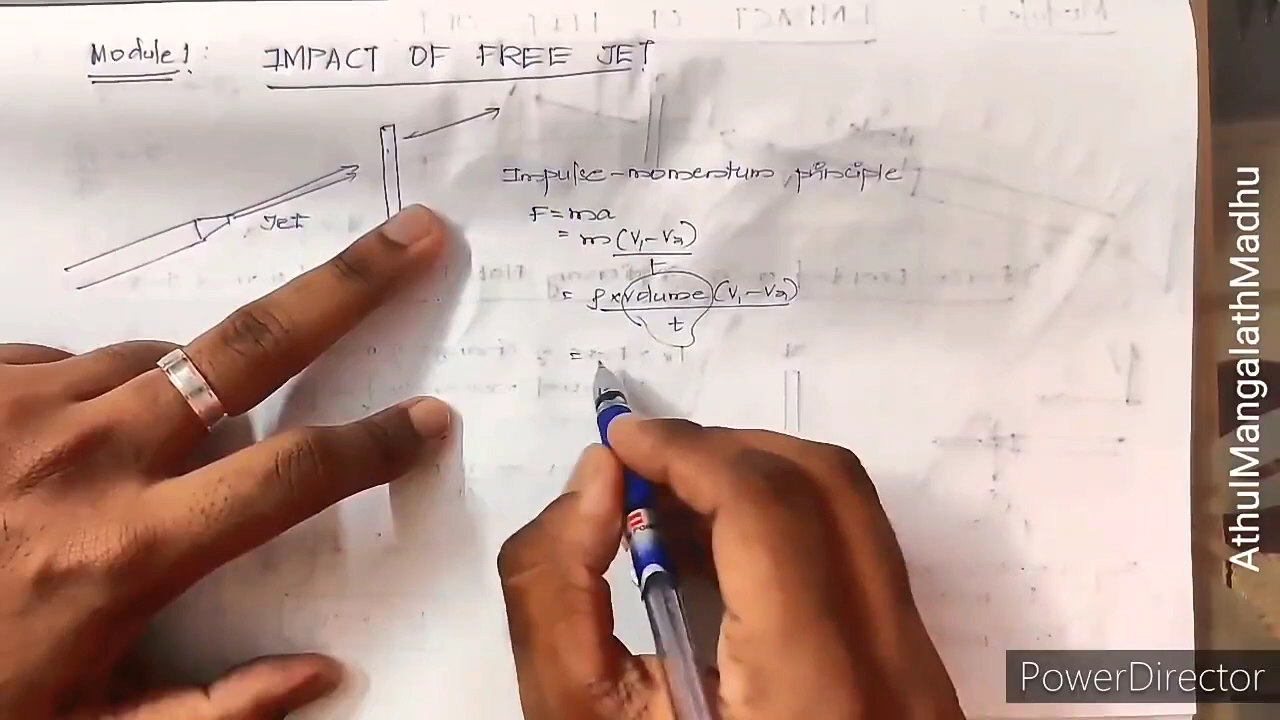 Module 1: IMPACT OF FREE JET
Jet
Impulse-momentum principle
F = ma
= m (V₁-V₂)
t
= ρ × volume (V₁-V₂)
t
=
AthulMangalathMadhu
PowerDirector